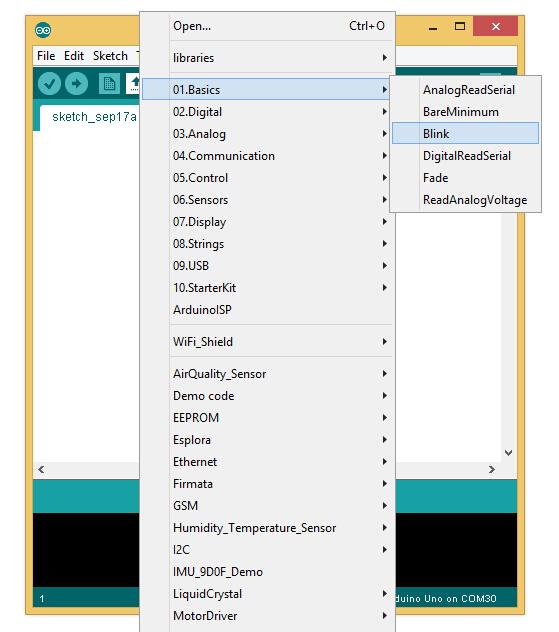 Open... Ctrl+O
File Edit Sketch
libraries
01.Basics
AnalogReadSerial
sketch_sep17a
02.Digital
BareMinimum
03.Analog
Blink
04.Communication
DigitalReadSerial
05.Control
Fade
06.Sensors
ReadAnalogVoltage
07.Display
08.Strings
09.USB
10.StarterKit
ArduinoISP
WiFi_Shield
AirQuality_Sensor
Demo code
EEPROM
Esplora
Ethernet
Firmata
GSM
Humidity_Temperature_Sensor
I2C
IMU_9D0F_Demo
LiquidCrystal
1 duino Uno on COM30
MotorDriver